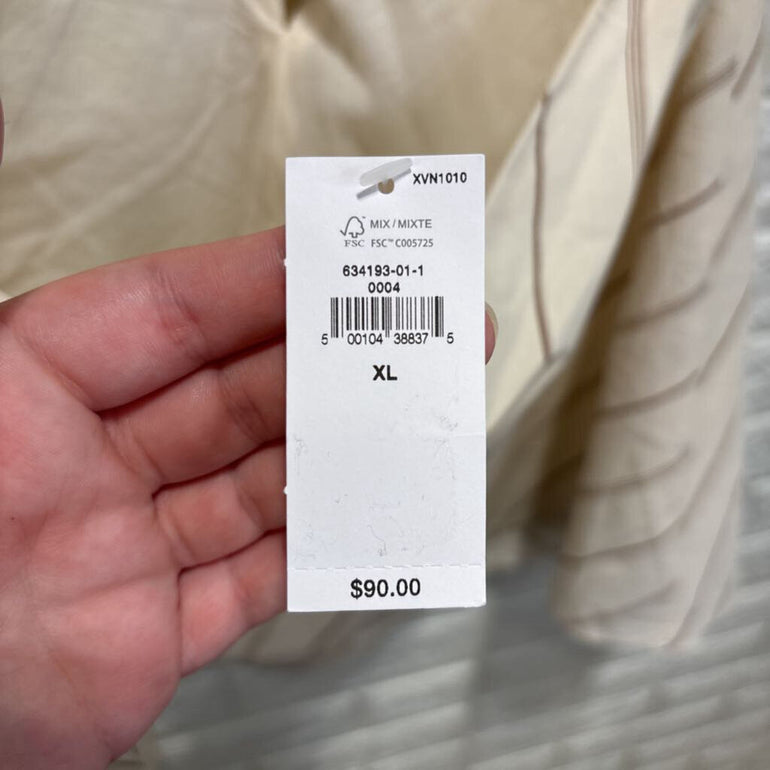 XVN1010
MIX / MIXTE
FSC FSC™ C005725
634193-01-1
0004
5 00104 38837 5
XL
$90.00